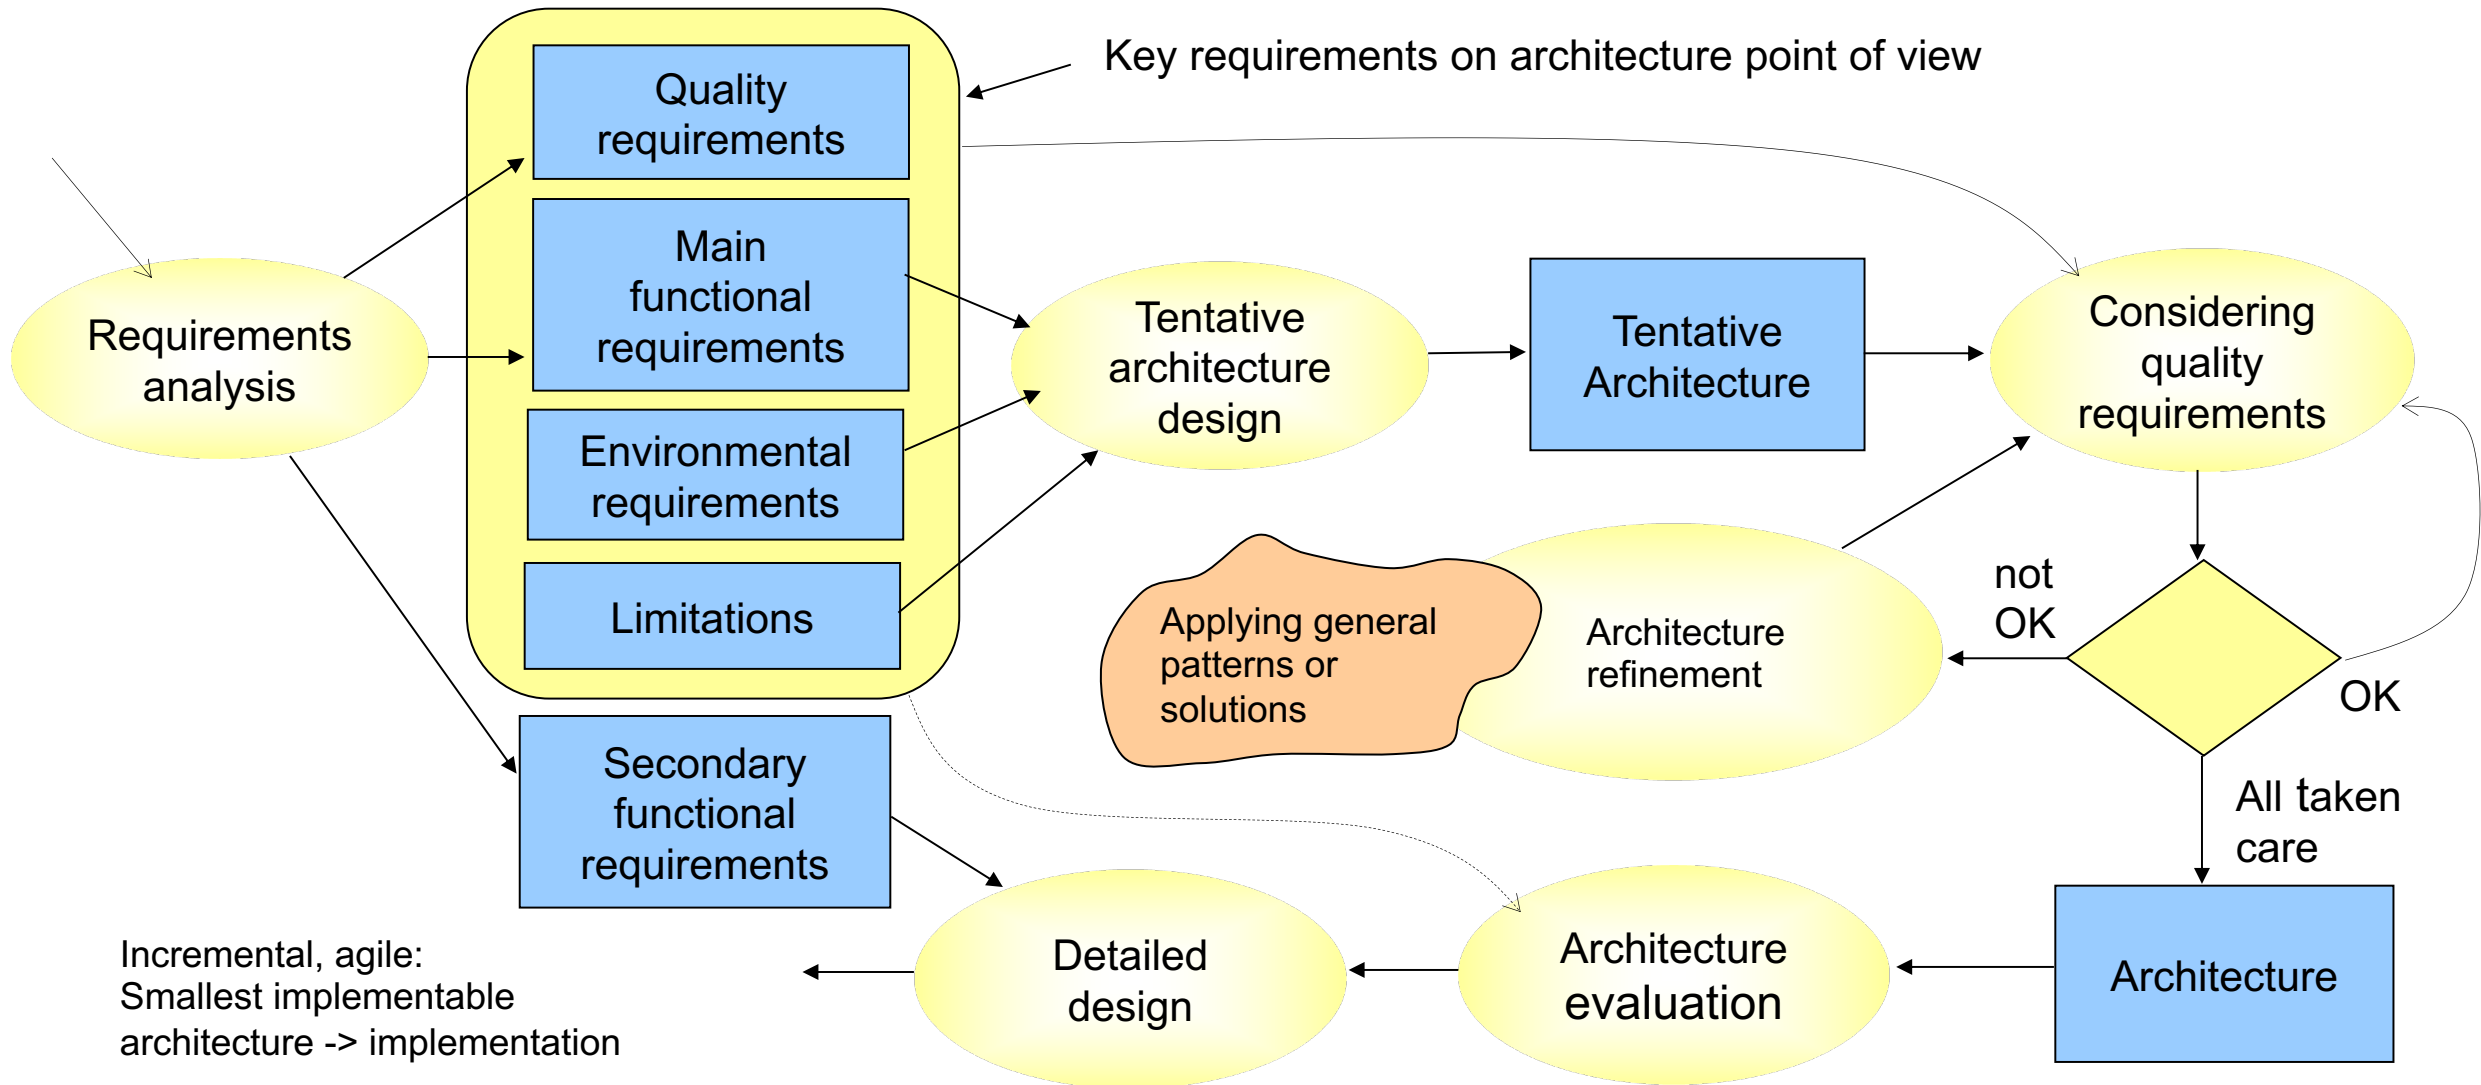 Key requirements on architecture point of view
Quality
requirements
Main
functional
requirements
Environmental
requirements
Limitations
Requirements
analysis
Tentative
architecture
design
Tentative
Architecture
Considering
quality
requirements
not
OK
OK
Applying general
patterns or
solutions
Architecture
refinement
All taken
care
Secondary
functional
requirements
Detailed
design
Architecture
evaluation
Architecture
Incremental, agile:
Smallest implementable
architecture -> implementation